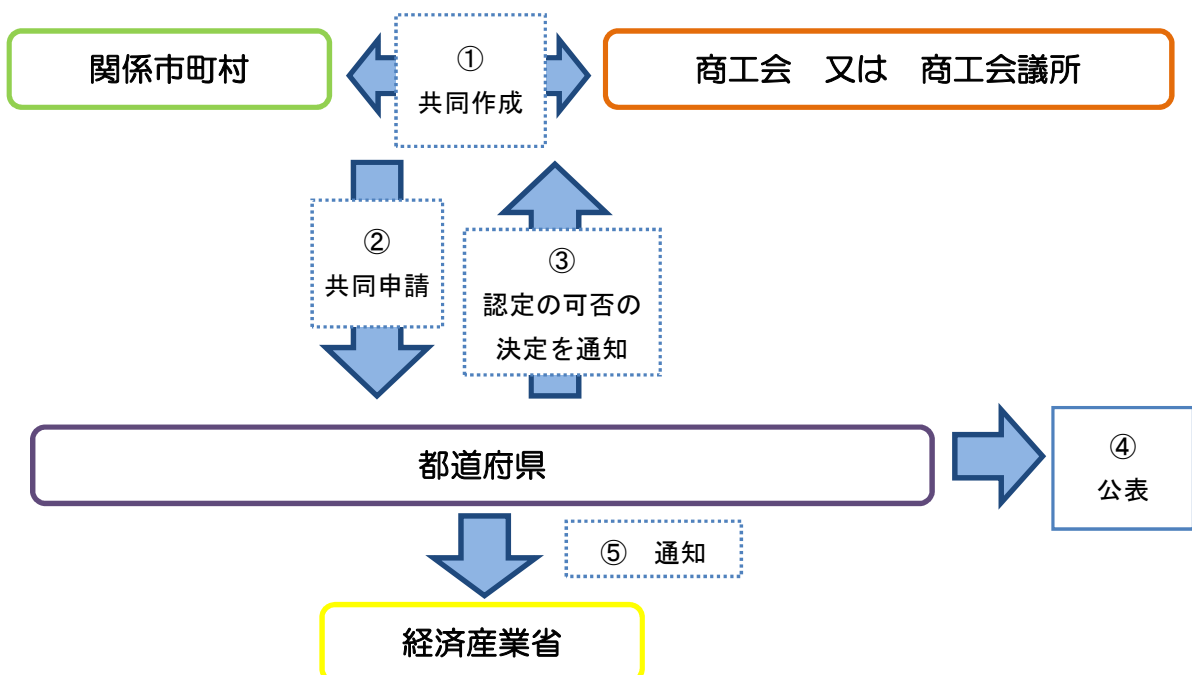 関係市町村
①
共同作成
商工会　又は　商工会議所
②
共同申請
③
認定の可否の
決定を通知
都道府県
④
公表
⑤　通知
経済産業省